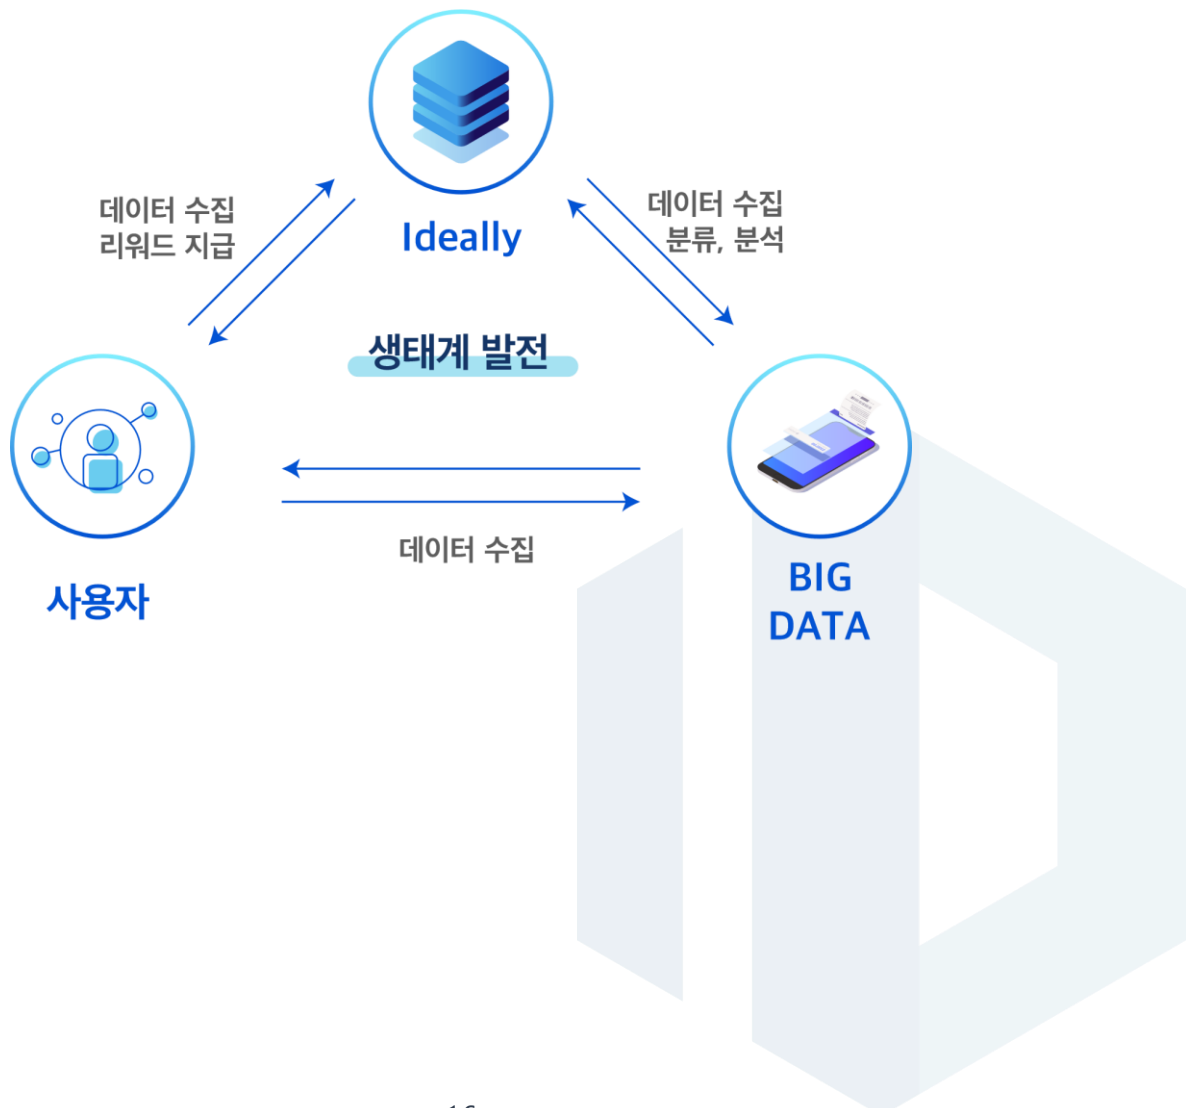 데이터 수집
리워드 지급
Ideally
데이터 수집
분류, 분석
생태계 발전
데이터 수집
사용자
BIG
DATA